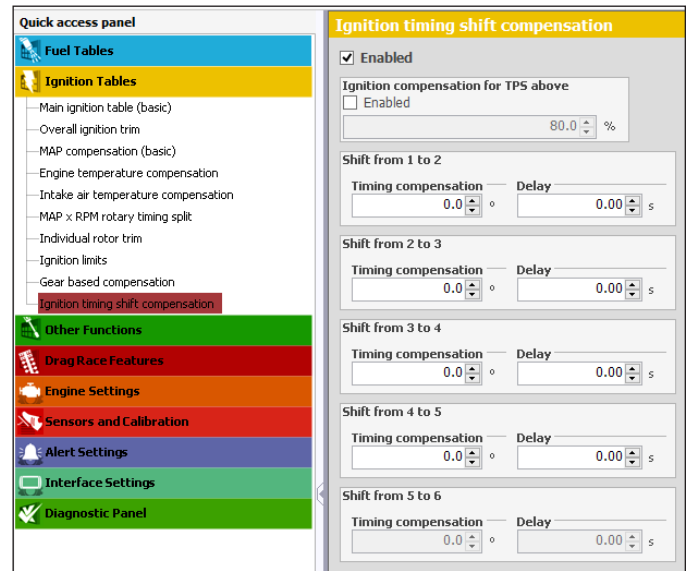 Quick access panel
Fuel Tables
Ignition Tables
Main ignition table (basic)
Overall ignition trim
MAP compensation (basic)
Engine temperature compensation
Intake air temperature compensation
MAP x RPM rotary timing split
Individual rotor trim
Ignition limits
Gear based compensation
Ignition timing shift compensation
Other Functions
Drag Race Features
Engine Settings
Sensors and Calibration
Alert Settings
Interface Settings
Diagnostic Panel
Ignition timing shift compensation
Enabled
Ignition compensation for TPS above
Enabled
80.0 %
Shift from 1 to 2
Timing compensation Delay
0.0 ° 0.00 s
Shift from 2 to 3
Timing compensation Delay
0.0 ° 0.00 s
Shift from 3 to 4
Timing compensation Delay
0.0 ° 0.00 s
Shift from 4 to 5
Timing compensation Delay
0.0 ° 0.00 s
Shift from 5 to 6
Timing compensation Delay
0.0 ° 0.00 s